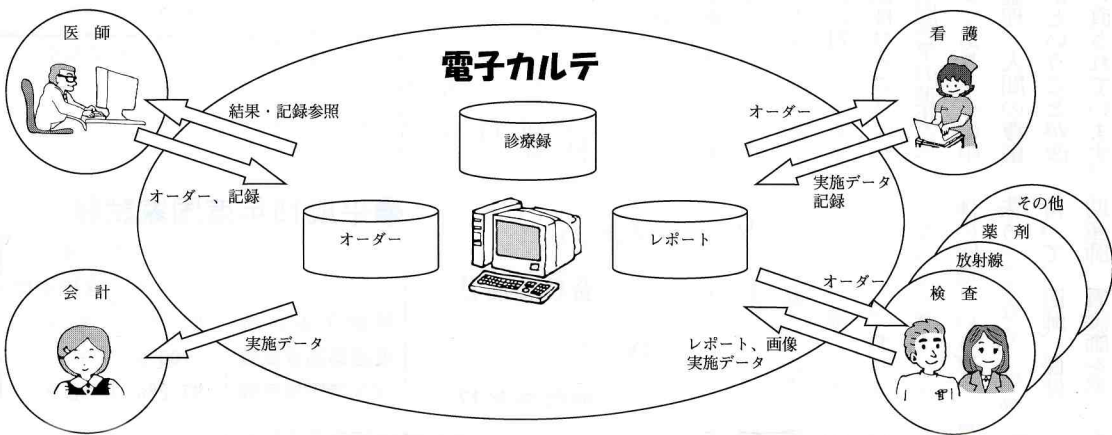 医 師
電子カルテ
看 護
結果・記録参照
オーダー
診療録
オーダー、記録
実施データ
記録
オーダー
レポート
その他
薬 剤
放射線
検 査
オーダー
会 計
実施データ
レポート、画像
実施データ